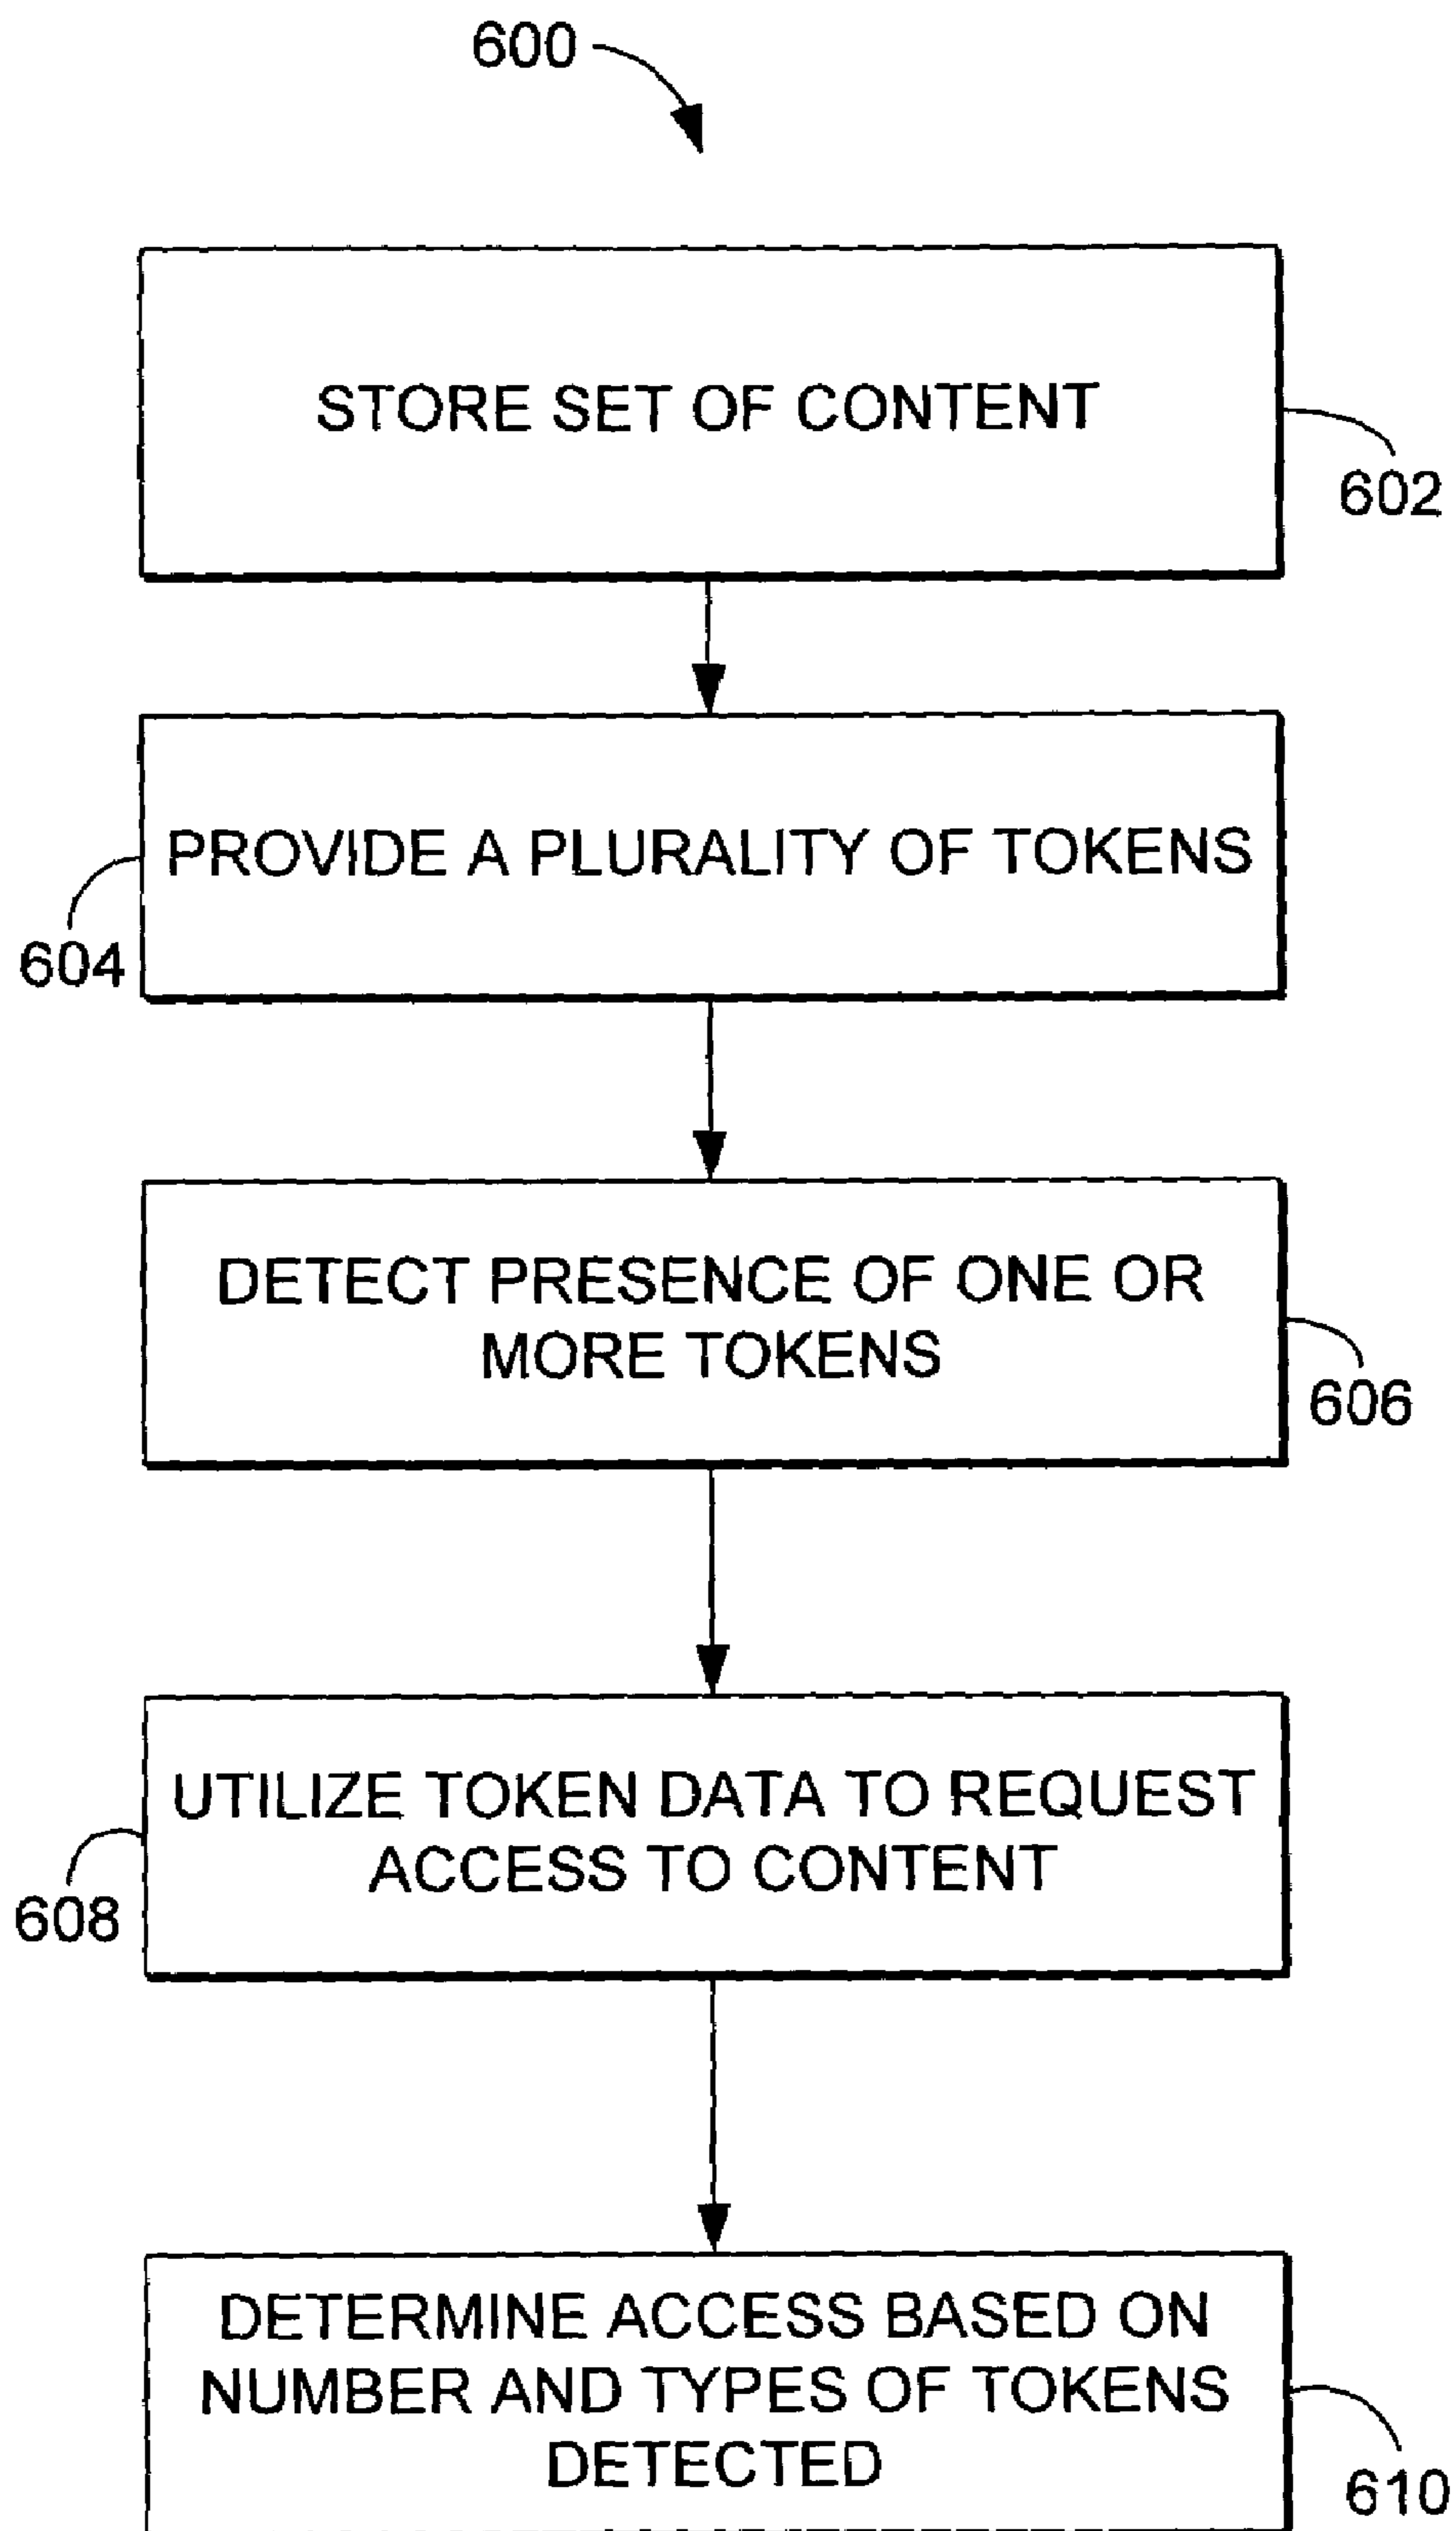 600
STORE SET OF CONTENT
602
PROVIDE A PLURALITY OF TOKENS
604
DETECT PRESENCE OF ONE OR
MORE TOKENS
606
UTILIZE TOKEN DATA TO REQUEST
ACCESS TO CONTENT
608
DETERMINE ACCESS BASED ON
NUMBER AND TYPES OF TOKENS
DETECTED
610